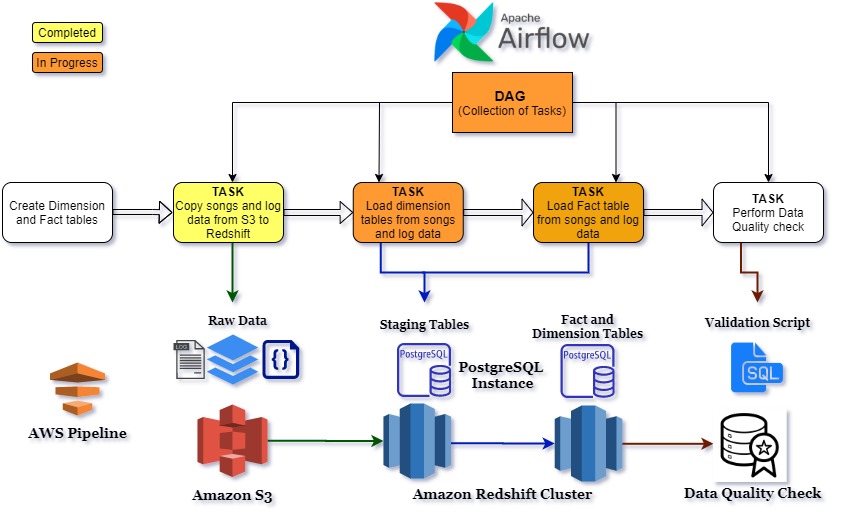 Completed
In Progress
Apache
Airflow
DAG
(Collection of Tasks)
Create Dimension
and Fact tables
TASK
Copy songs and log
data from S3 to
Redshift
TASK
Load dimension
tables from songs
and log data
TASK
Load Fact table
from songs and log
data
TASK
Perform Data
Quality check
Raw Data
Staging Tables
Fact and
Dimension Tables
Validation Script
LOG
{}
PostgreSQL
PostgreSQL
Instance
PostgreSQL
SQL
AWS Pipeline
Amazon S3
Amazon Redshift Cluster
Data Quality Check